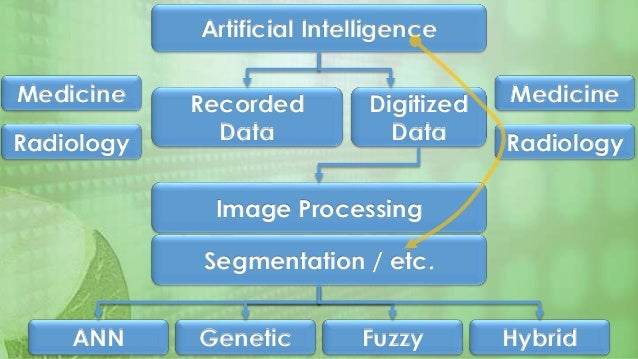 Artificial Intelligence
Medicine
Radiology
Recorded
Data
Digitized
Data
Medicine
Radiology
Image Processing
Segmentation / etc.
ANN
Genetic
Fuzzy
Hybrid